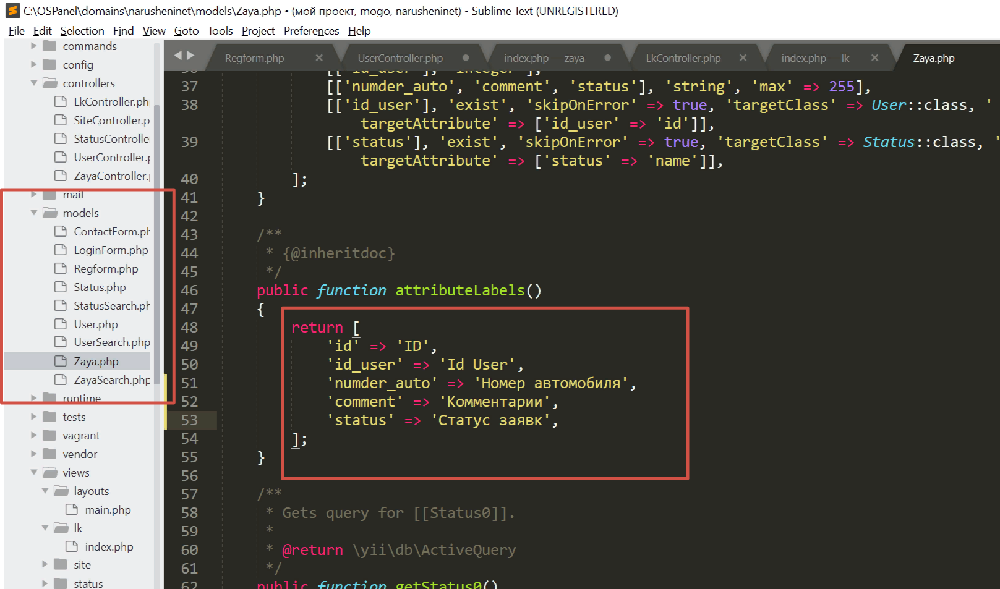 C:\OSPanel\domains\narusheninet\models\Zaya.php • (мой проект, mogo, narusheninet) - Sublime Text (UNREGISTERED)
File Edit Selection Find View Goto Tools Project Preferences Help
commands
config
controllers
LkController.ph
SiteController.p
StatusController
UserController.p
ZayaController.p
mail
models
ContactForm.ph
LoginForm.php
Regform.php
Status.php
StatusSearch.ph
User.php
UserSearch.php
Zaya.php
ZayaSearch.php
runtime
tests
vagrant
vendor
views
layouts
main.php
lk
index.php
site
status
Regform.php UserController.php index.php — zaya LkController.php index.php — lk Zaya.php
36 [['id_user'], 'integer'],
37 [['numder_auto', 'comment', 'status'], 'string', 'max' => 255],
38 [['id_user'], 'exist', 'skipOnError' => true, 'targetClass' => User::class, '
targetAttribute' => ['id_user' => 'id']],
39 [['status'], 'exist', 'skipOnError' => true, 'targetClass' => Status::class, '
targetAttribute' => ['status' => 'name']],
40 ];
41 }
42
43 /**
44 * {@inheritdoc}
45 */
46 public function attributeLabels()
47 {
48 return [
49 'id' => 'ID',
50 'id_user' => 'Id User',
51 'numder_auto' => 'Номер автомобиля',
52 'comment' => 'Комментарии',
53 'status' => 'Статус заявк',
54 ];
55 }
56
57 /**
58 * Gets query for [[Status0]].
59 *
60 * @return \yii\db\ActiveQuery
61 */
62 public function getStatus0()